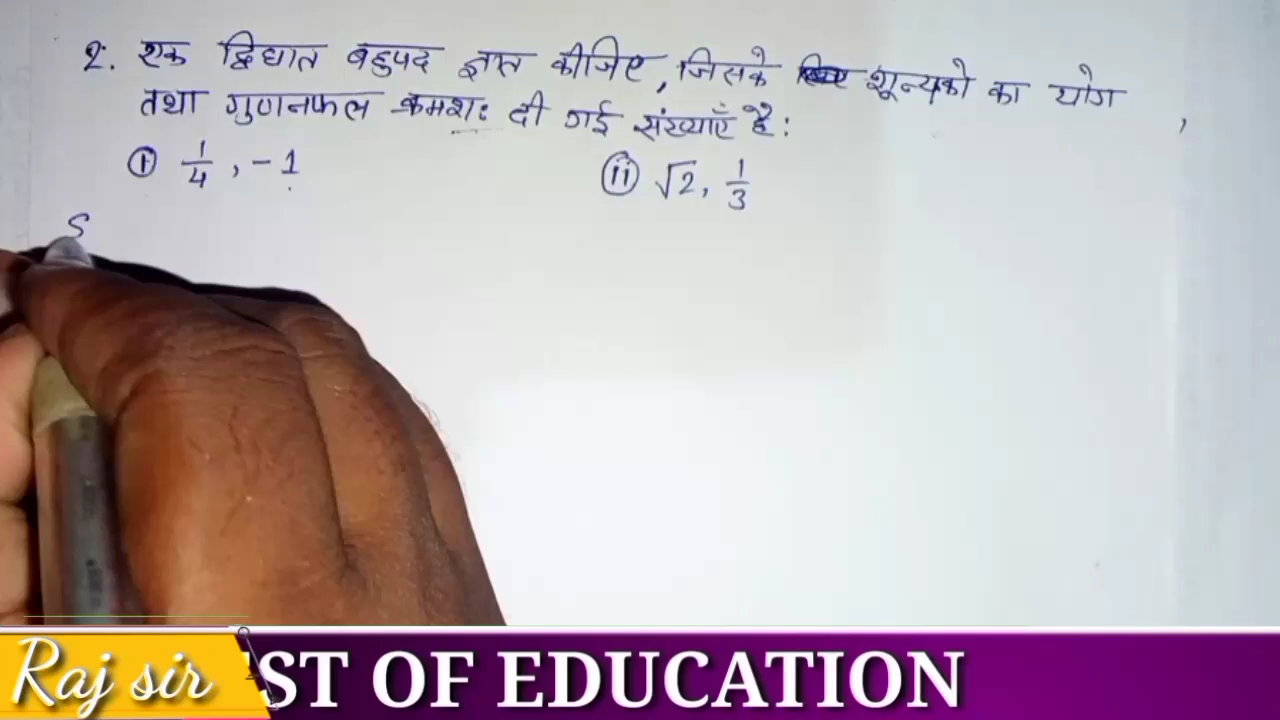 2. एक द्विघात बहुपद ज्ञात कीजिए, जिसके शून्यको का योग
तथा गुणनफल क्रमशः दी गई संख्याएँ है:
(i) 1/4, -1 (ii) √2, 1/3
S
Raj sir EST OF EDUCATION